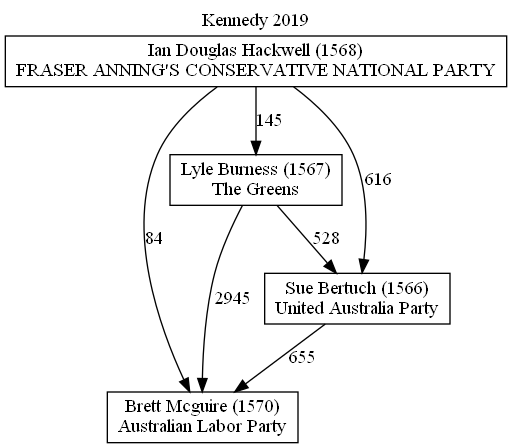 Kennedy 2019
Ian Douglas Hackwell (1568)
FRASER ANNING'S CONSERVATIVE NATIONAL PARTY
145
Lyle Burness (1567)
The Greens
616
84
2945
528
Sue Bertuch (1566)
United Australia Party
655
Brett Mcguire (1570)
Australian Labor Party